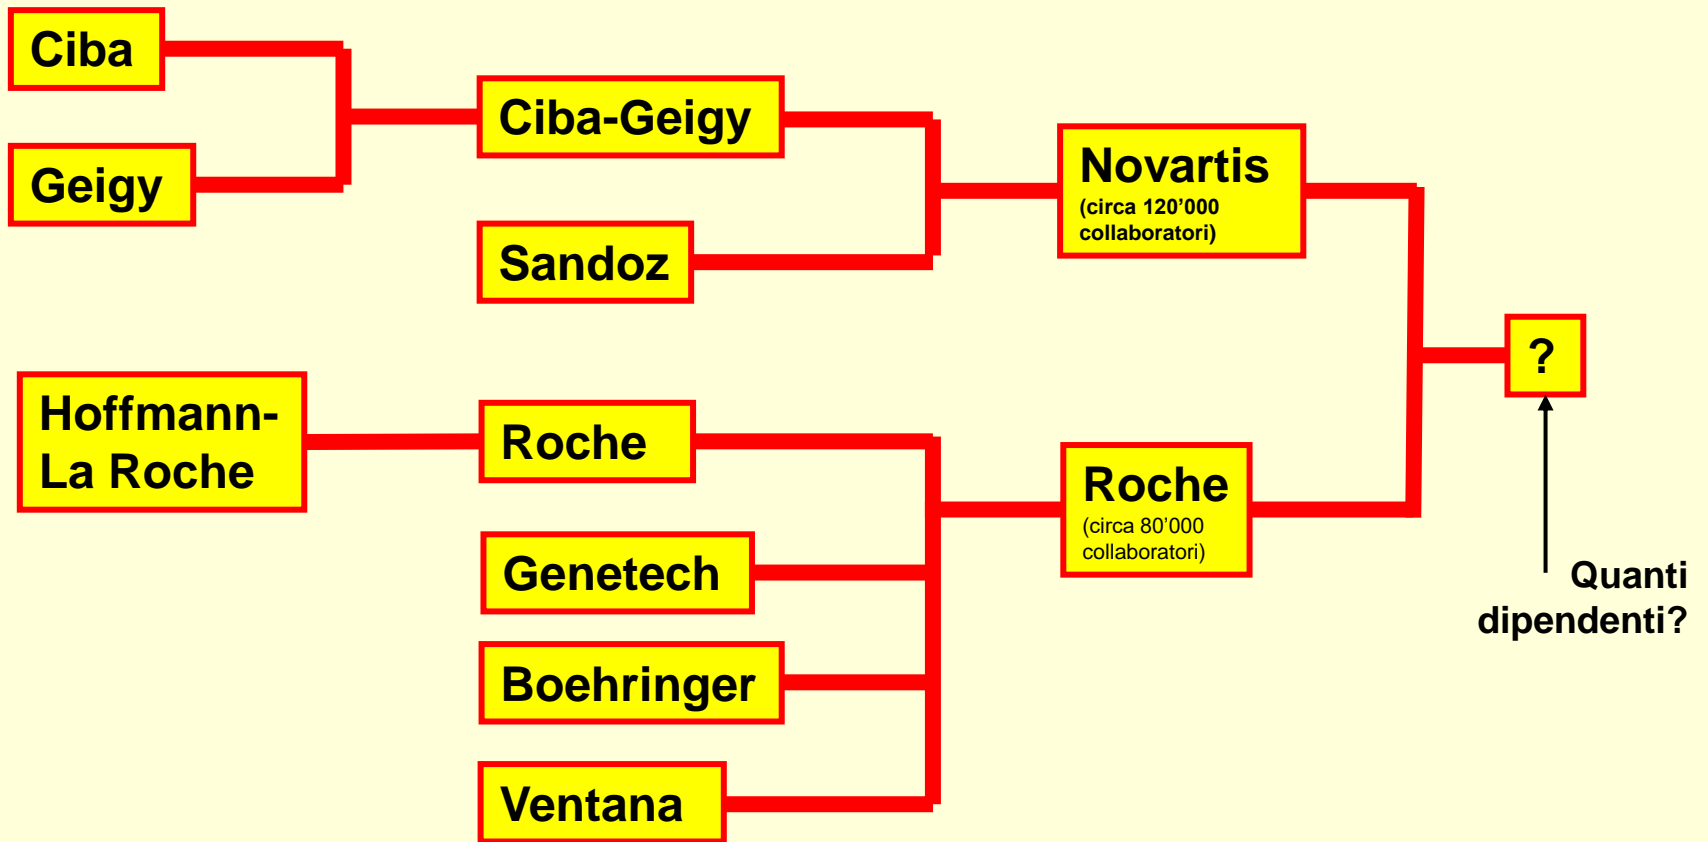 Ciba
Geigy
Ciba-Geigy
Sandoz
Novartis
(circa 120’000
collaboratori)
Hoffmann-
La Roche
Roche
Genetech
Boehringer
Ventana
Roche
(circa 80’000
collaboratori)
?
Quanti
dipendenti?